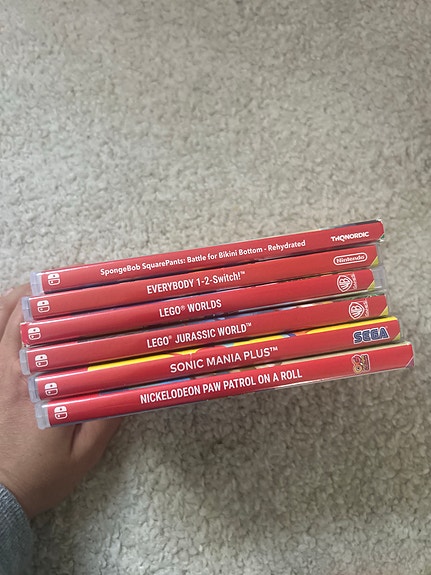 SpongeBob SquarePants: Battle for Bikini Bottom - Rehydrated THQNORDIC
EVERYBODY 1-2-Switch!™ Nintendo
LEGO® WORLDS
LEGO® JURASSIC WORLD™
SONIC MANIA PLUS™ SEGA
NICKELODEON PAW PATROL ON A ROLL